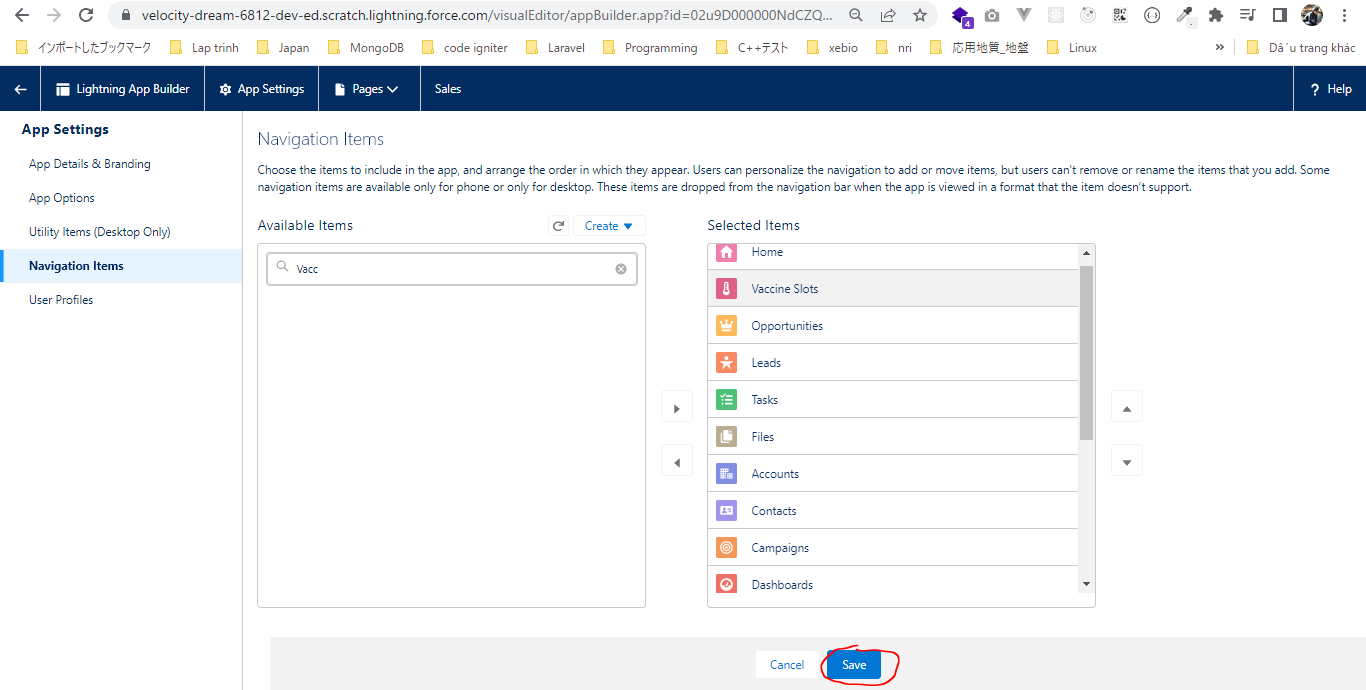 velocity-dream-6812-dev-ed.scratch.lightning.force.com/visualEditor/appBuilder.app?id=02u9D000000NdCZQ...
4
インポートしたブックマーク Lap trinh Japan MongoDB code igniter Laravel Programming C++テスト xebio nri 応用地質_地盤 Linux » Dấu trang khác
Lightning App Builder App Settings Pages Sales ? Help
App Settings
App Details & Branding
App Options
Utility Items (Desktop Only)
Navigation Items
User Profiles
Navigation Items
Choose the items to include in the app, and arrange the order in which they appear. Users can personalize the navigation to add or move items, but users can't remove or rename the items that you add. Some
navigation items are available only for phone or only for desktop. These items are dropped from the navigation bar when the app is viewed in a format that the item doesn't support.
Available Items
Create
Vacc
Selected Items
Home
Vaccine Slots
Opportunities
Leads
Tasks
Files
Accounts
Contacts
Campaigns
Dashboards
Cancel
Save